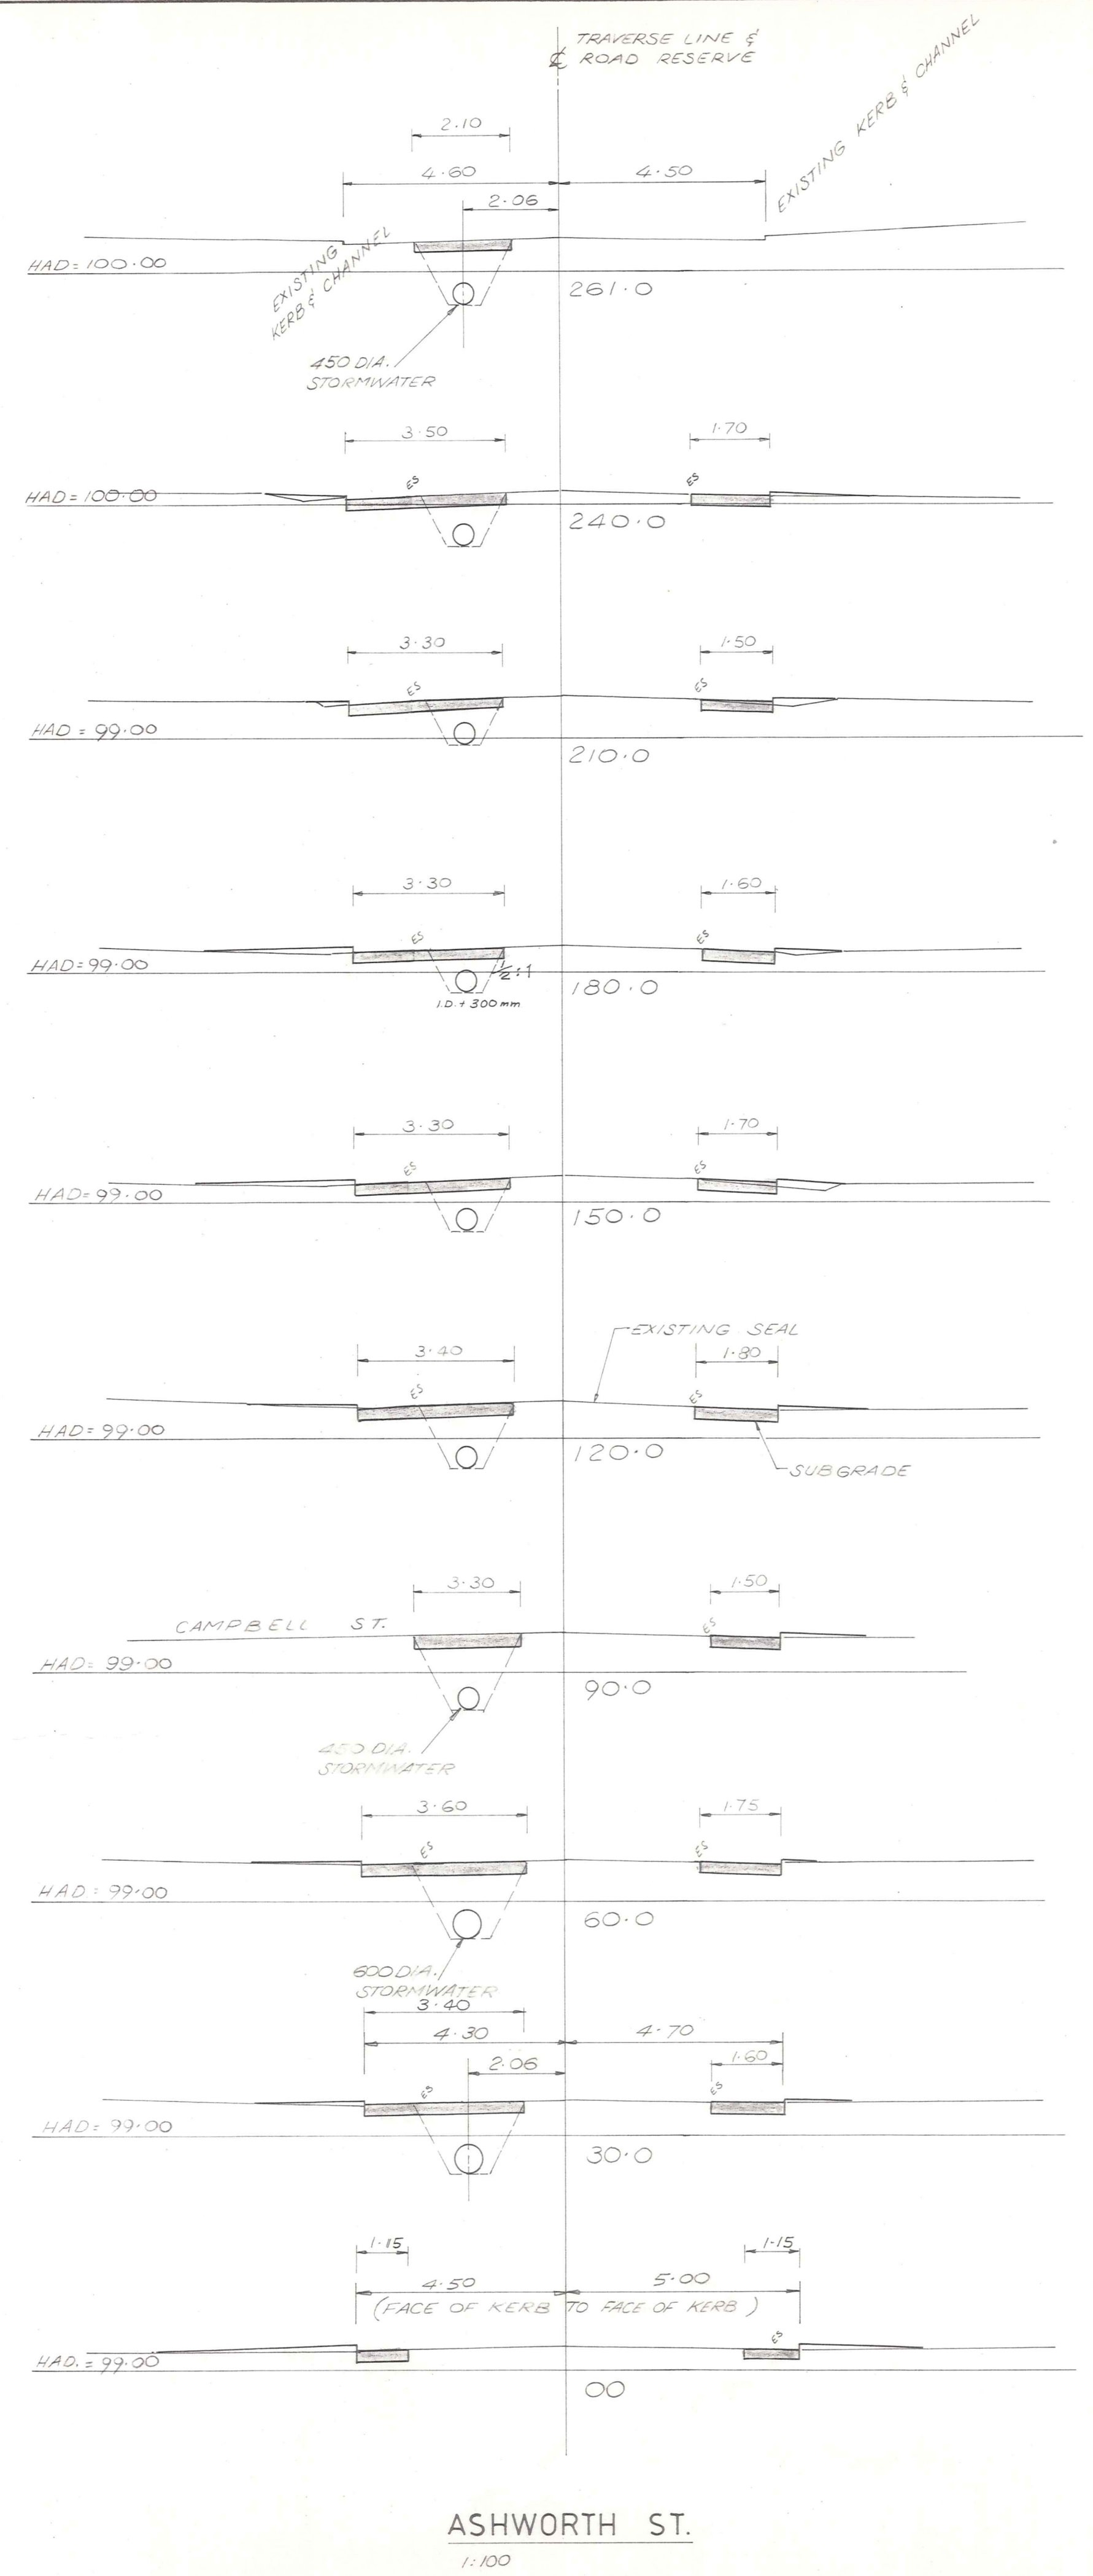 TRAVERSE LINE &
℄ ROAD RESERVE
EXISTING KERB & CHANNEL
2.10
4.60
4.50
2.06
EXISTING
KERB & CHANNEL
HAD=100.00
261.0
450 DIA.
STORMWATER
3.50
1.70
ES
ES
HAD=100.00
240.0
3.30
1.50
ES
ES
HAD=99.00
210.0
3.30
1.60
ES
ES
HAD=99.00
1/2:1
180.0
I.D.+300mm
3.30
1.70
ES
ES
HAD=99.00
150.0
EXISTING SEAL
3.40
1.80
ES
ES
HAD=99.00
120.0
SUBGRADE
3.30
1.50
CAMPBELL ST.
ES
HAD=99.00
90.0
450 DIA.
STORMWATER
3.60
1.75
ES
ES
HAD=99.00
60.0
600 DIA.
STORMWATER
3.40
4.30
4.70
2.06
1.60
ES
ES
HAD=99.00
30.0
1.15
1.15
4.50
5.00
(FACE OF KERB TO FACE OF KERB)
ES
HAD.=99.00
00
ASHWORTH ST.
1:100